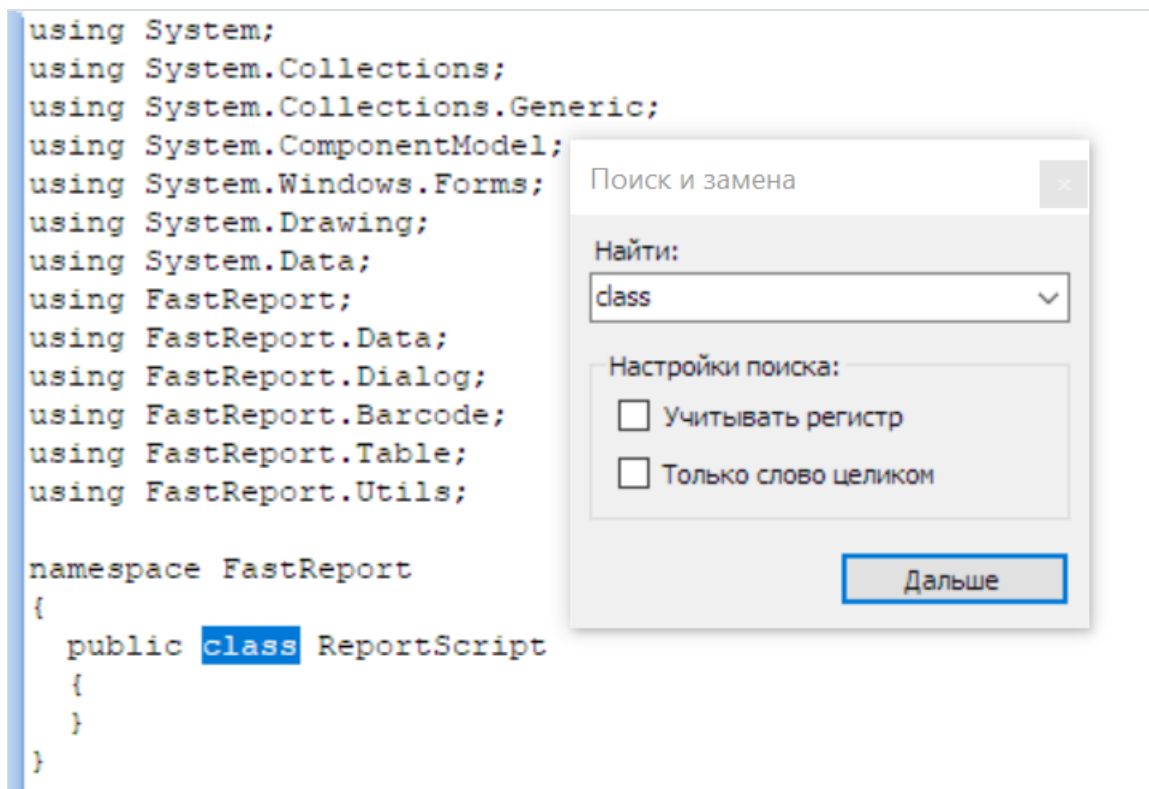 using System;
using System.Collections;
using System.Collections.Generic;
using System.ComponentModel;
using System.Windows.Forms;
using System.Drawing;
using System.Data;
using FastReport;
using FastReport.Data;
using FastReport.Dialog;
using FastReport.Barcode;
using FastReport.Table;
using FastReport.Utils;
namespace FastReport
{
public class ReportScript
{
}
}
Поиск и замена
Найти:
class
Настройки поиска:
Учитывать регистр
Только слово целиком
Дальше